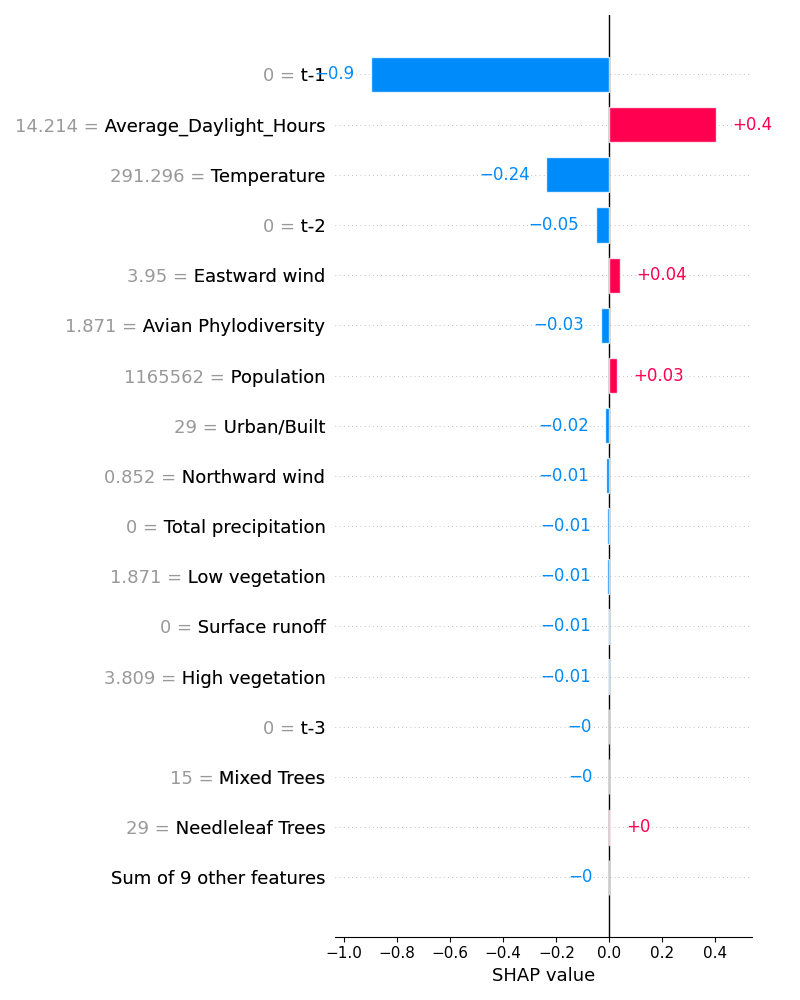 0 = t-1 −0.9
14.214 = Average_Daylight_Hours +0.4
291.296 = Temperature −0.24
0 = t-2 −0.05
3.95 = Eastward wind +0.04
1.871 = Avian Phylodiversity −0.03
1165562 = Population +0.03
29 = Urban/Built −0.02
0.852 = Northward wind −0.01
0 = Total precipitation −0.01
1.871 = Low vegetation −0.01
0 = Surface runoff −0.01
3.809 = High vegetation −0.01
0 = t-3 −0
15 = Mixed Trees −0
29 = Needleleaf Trees +0
Sum of 9 other features −0
−1.0 −0.8 −0.6 −0.4 −0.2 0.0 0.2 0.4
SHAP value